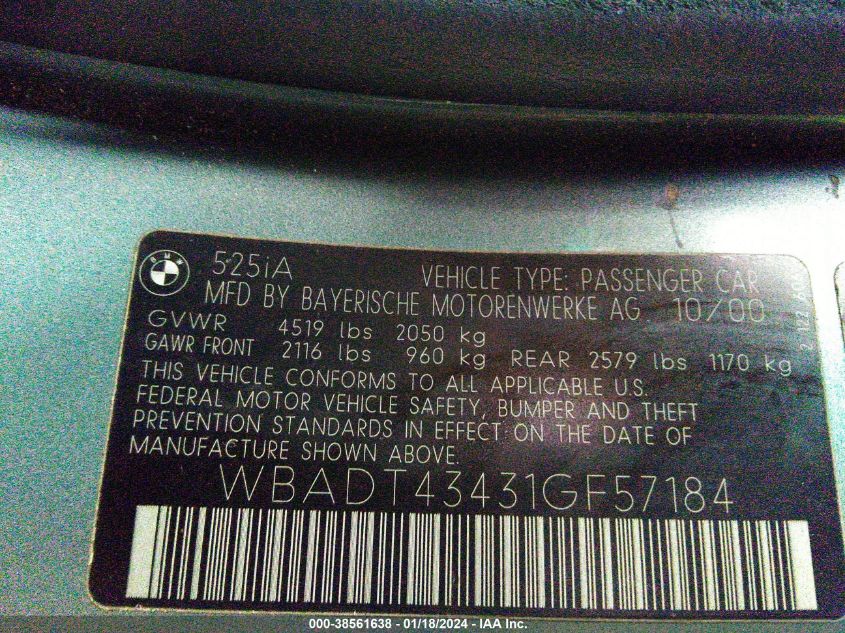 BMW
525iA
VEHICLE TYPE: PASSENGER CAR
MFD BY BAYERISCHE MOTORENWERKE AG 10/00
GVWR 4519 lbs 2050 kg
GAWR FRONT 2116 lbs 960 kg REAR 2579 lbs 1170 kg
THIS VEHICLE CONFORMS TO ALL APPLICABLE U.S.
FEDERAL MOTOR VEHICLE SAFETY, BUMPER AND THEFT
PREVENTION STANDARDS IN EFFECT ON THE DATE OF
MANUFACTURE SHOWN ABOVE.
WBADT43431GF57184
000-38561638 - 01/18/2024 - IAA Inc.